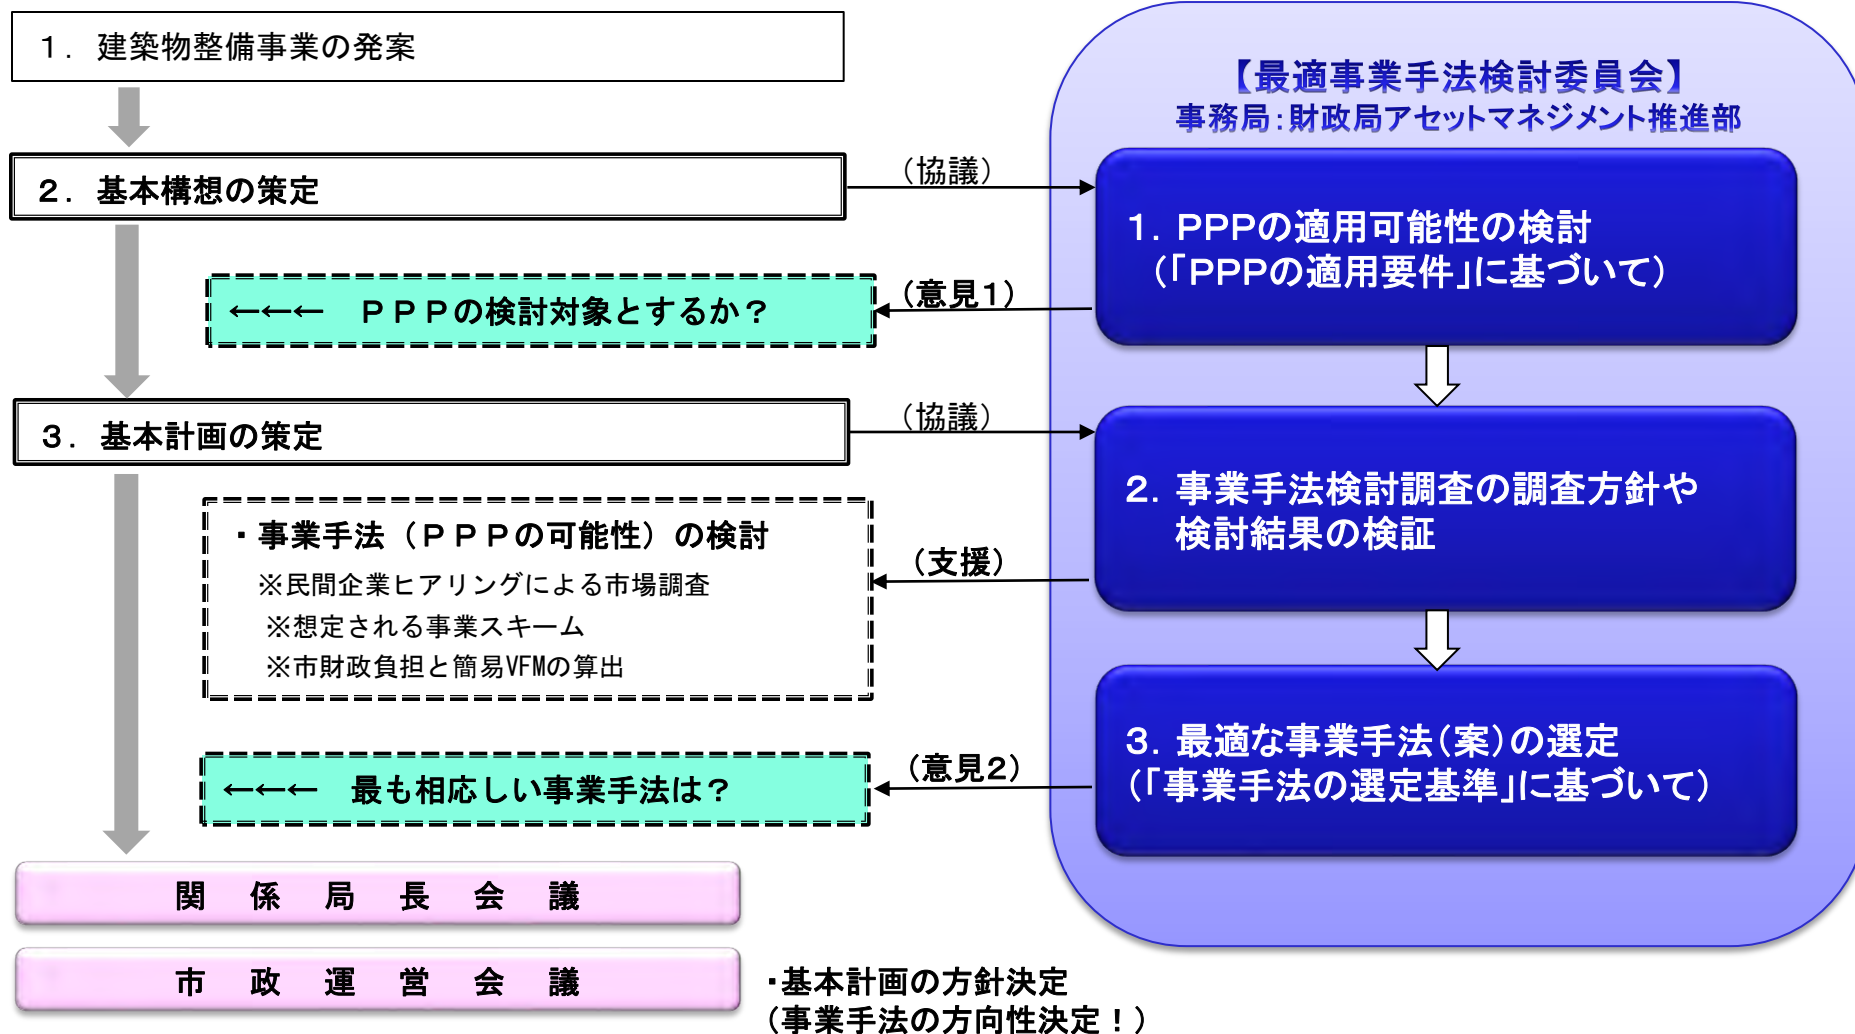 1．建築物整備事業の発案
2．基本構想の策定
（協議）
←←← ＰＰＰの検討対象とするか？
（意見1）
3．基本計画の策定
（協議）
・事業手法（ＰＰＰの可能性）の検討
※民間企業ヒアリングによる市場調査
※想定される事業スキーム
※市財政負担と簡易VFMの算出
（支援）
←←← 最も相応しい事業手法は？
（意見2）
関係局長会議
市政運営会議
・基本計画の方針決定
（事業手法の方向性決定！）
【最適事業手法検討委員会】
事務局：財政局アセットマネジメント推進部
1．PPPの適用可能性の検討
（「PPPの適用要件」に基づいて）
2．事業手法検討調査の調査方針や
検討結果の検証
3．最適な事業手法（案）の選定
（「事業手法の選定基準」に基づいて）